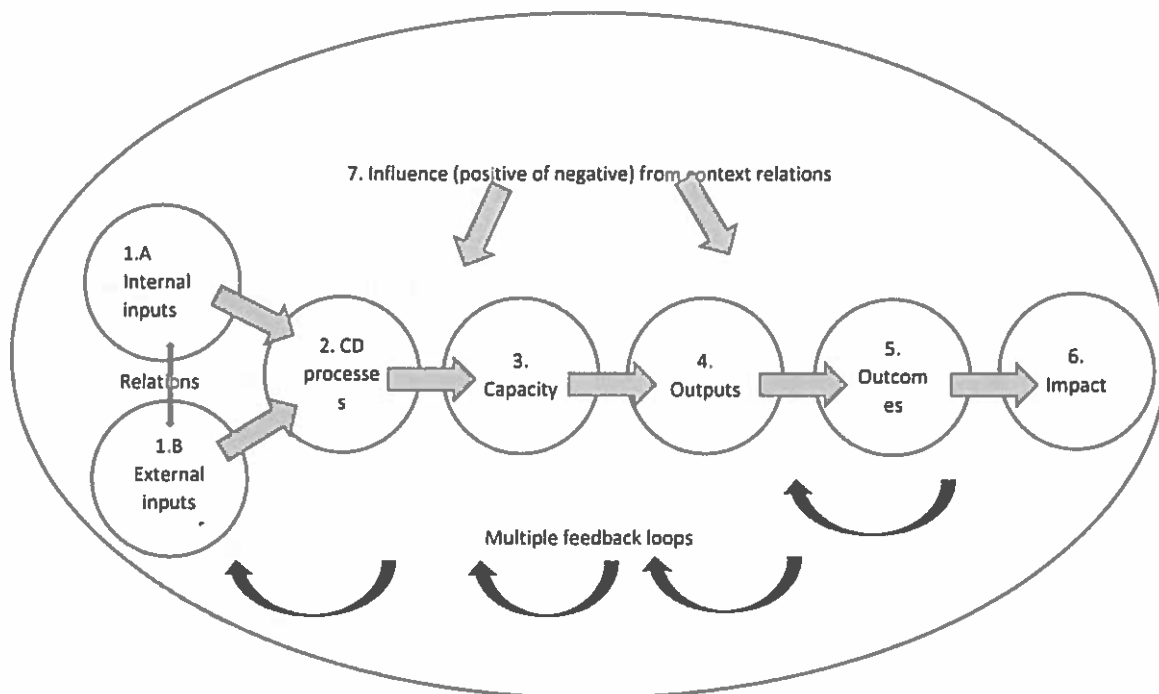 7. Influence (positive of negative) from context relations
1.A
Internal
inputs
Relations
1.B
External
inputs
2. CD
processe
s
3.
Capacity
4.
Outputs
5.
Outcom
es
6.
Impact
Multiple feedback loops